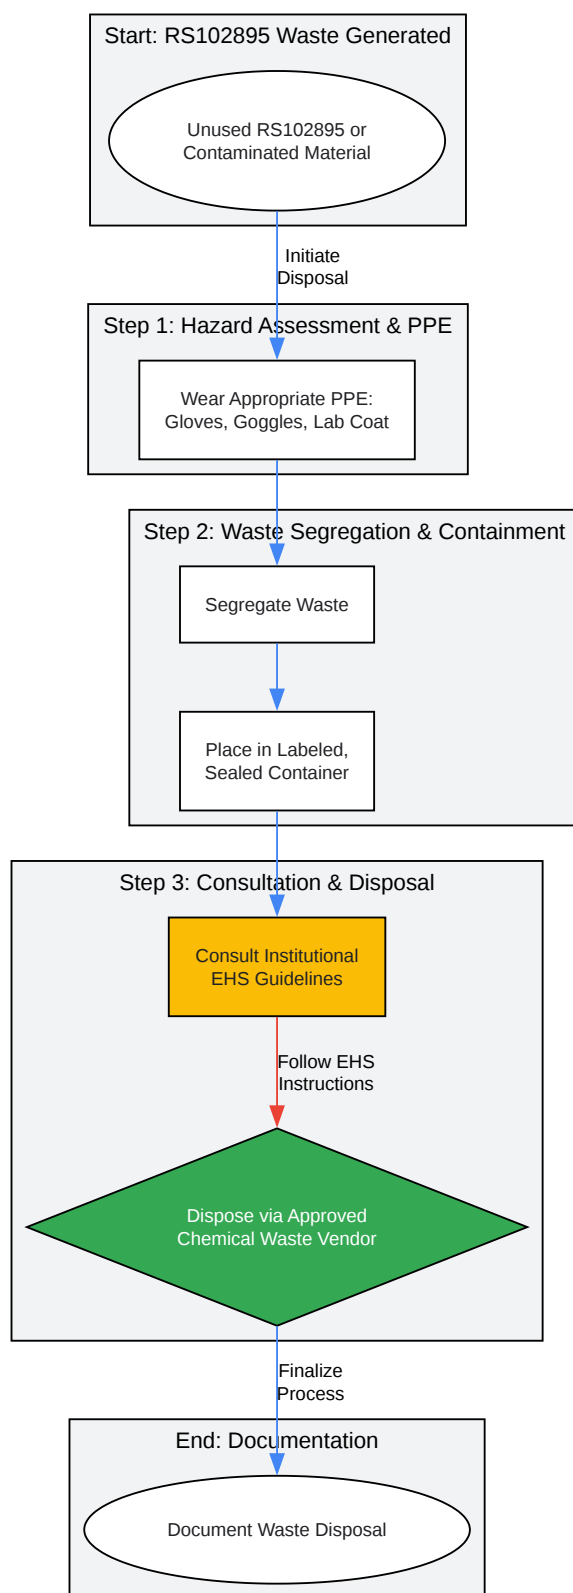 Start: RS102895 Waste Generated
Unused RS102895 or
Contaminated Material
Initiate
Disposal
Step 1: Hazard Assessment & PPE
Wear Appropriate PPE:
Gloves, Goggles, Lab Coat
Step 2: Waste Segregation & Containment
Segregate Waste
Place in Labeled,
Sealed Container
Step 3: Consultation & Disposal
Consult Institutional
EHS Guidelines
Follow EHS
Instructions
Dispose via Approved
Chemical Waste Vendor
Finalize
Process
End: Documentation
Document Waste Disposal